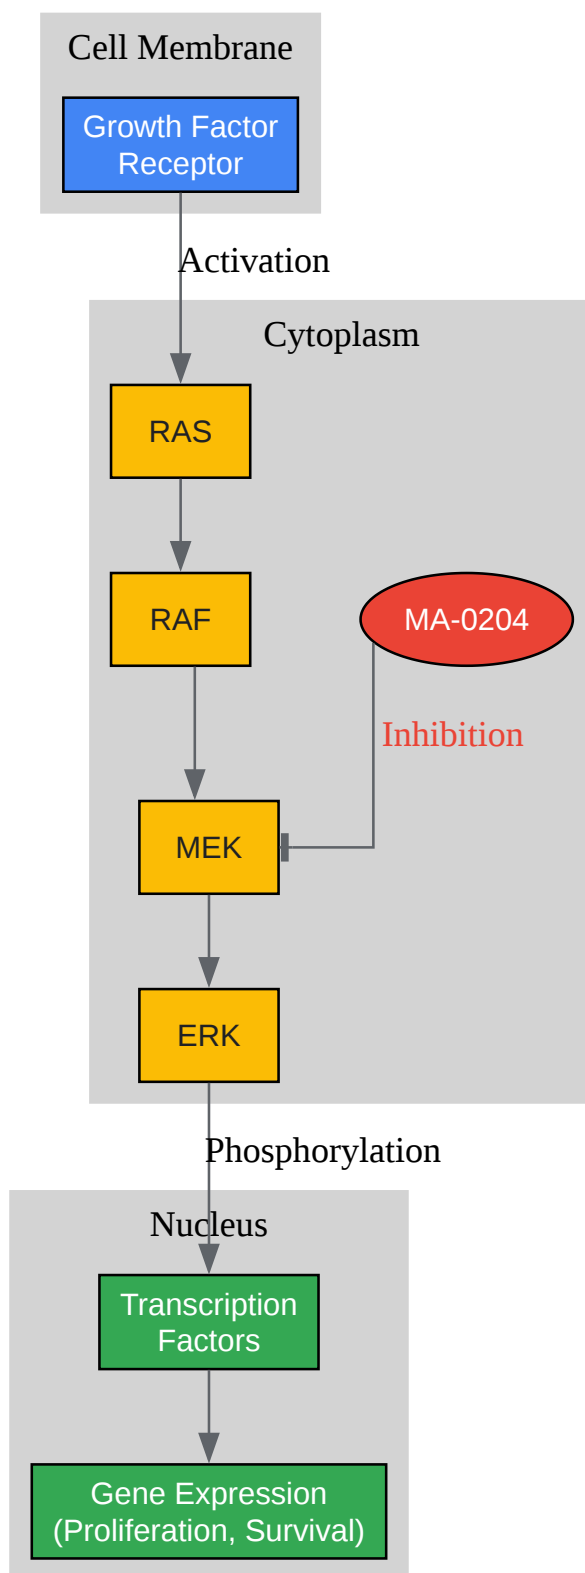 Cell Membrane
Growth Factor
Receptor
Activation
Cytoplasm
RAS
RAF
MA-0204
Inhibition
MEK
ERK
Phosphorylation
Nucleus
Transcription
Factors
Gene Expression
(Proliferation, Survival)